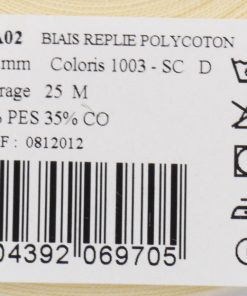 A02 BIAIS REPLIE POLYCOTON
mm Coloris 1003 - SC D
rage 25 M
% PES 35% CO
F : 0812012
04392 069705